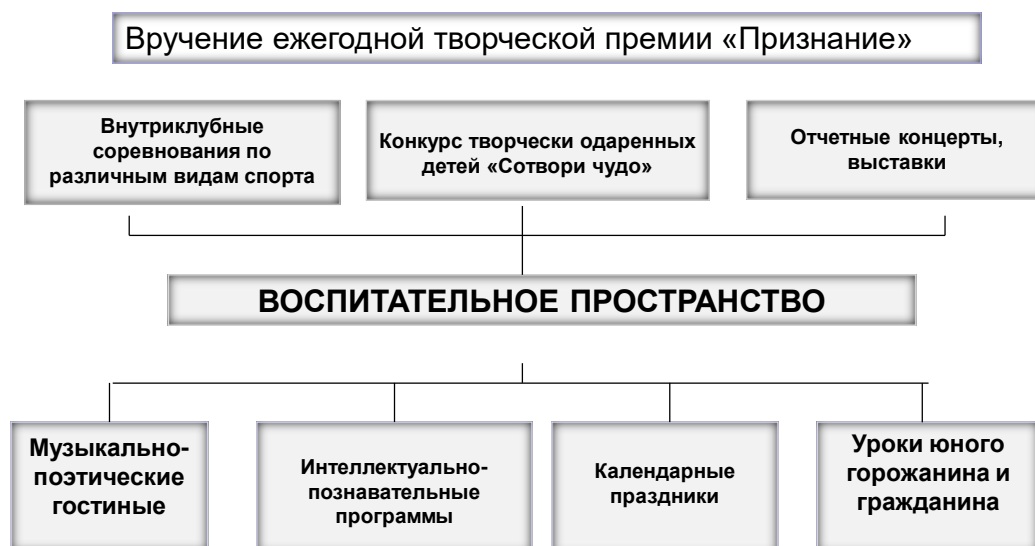 Вручение ежегодной творческой премии «Признание»
Внутриклубные
соревнования по
различным видам спорта
Конкурс творчески одаренных
детей «Сотвори чудо»
Отчетные концерты,
выставки
ВОСПИТАТЕЛЬНОЕ ПРОСТРАНСТВО
Музыкально-
поэтические
гостиные
Интеллектуально-
познавательные
программы
Календарные
праздники
Уроки юного
горожанина и
гражданина